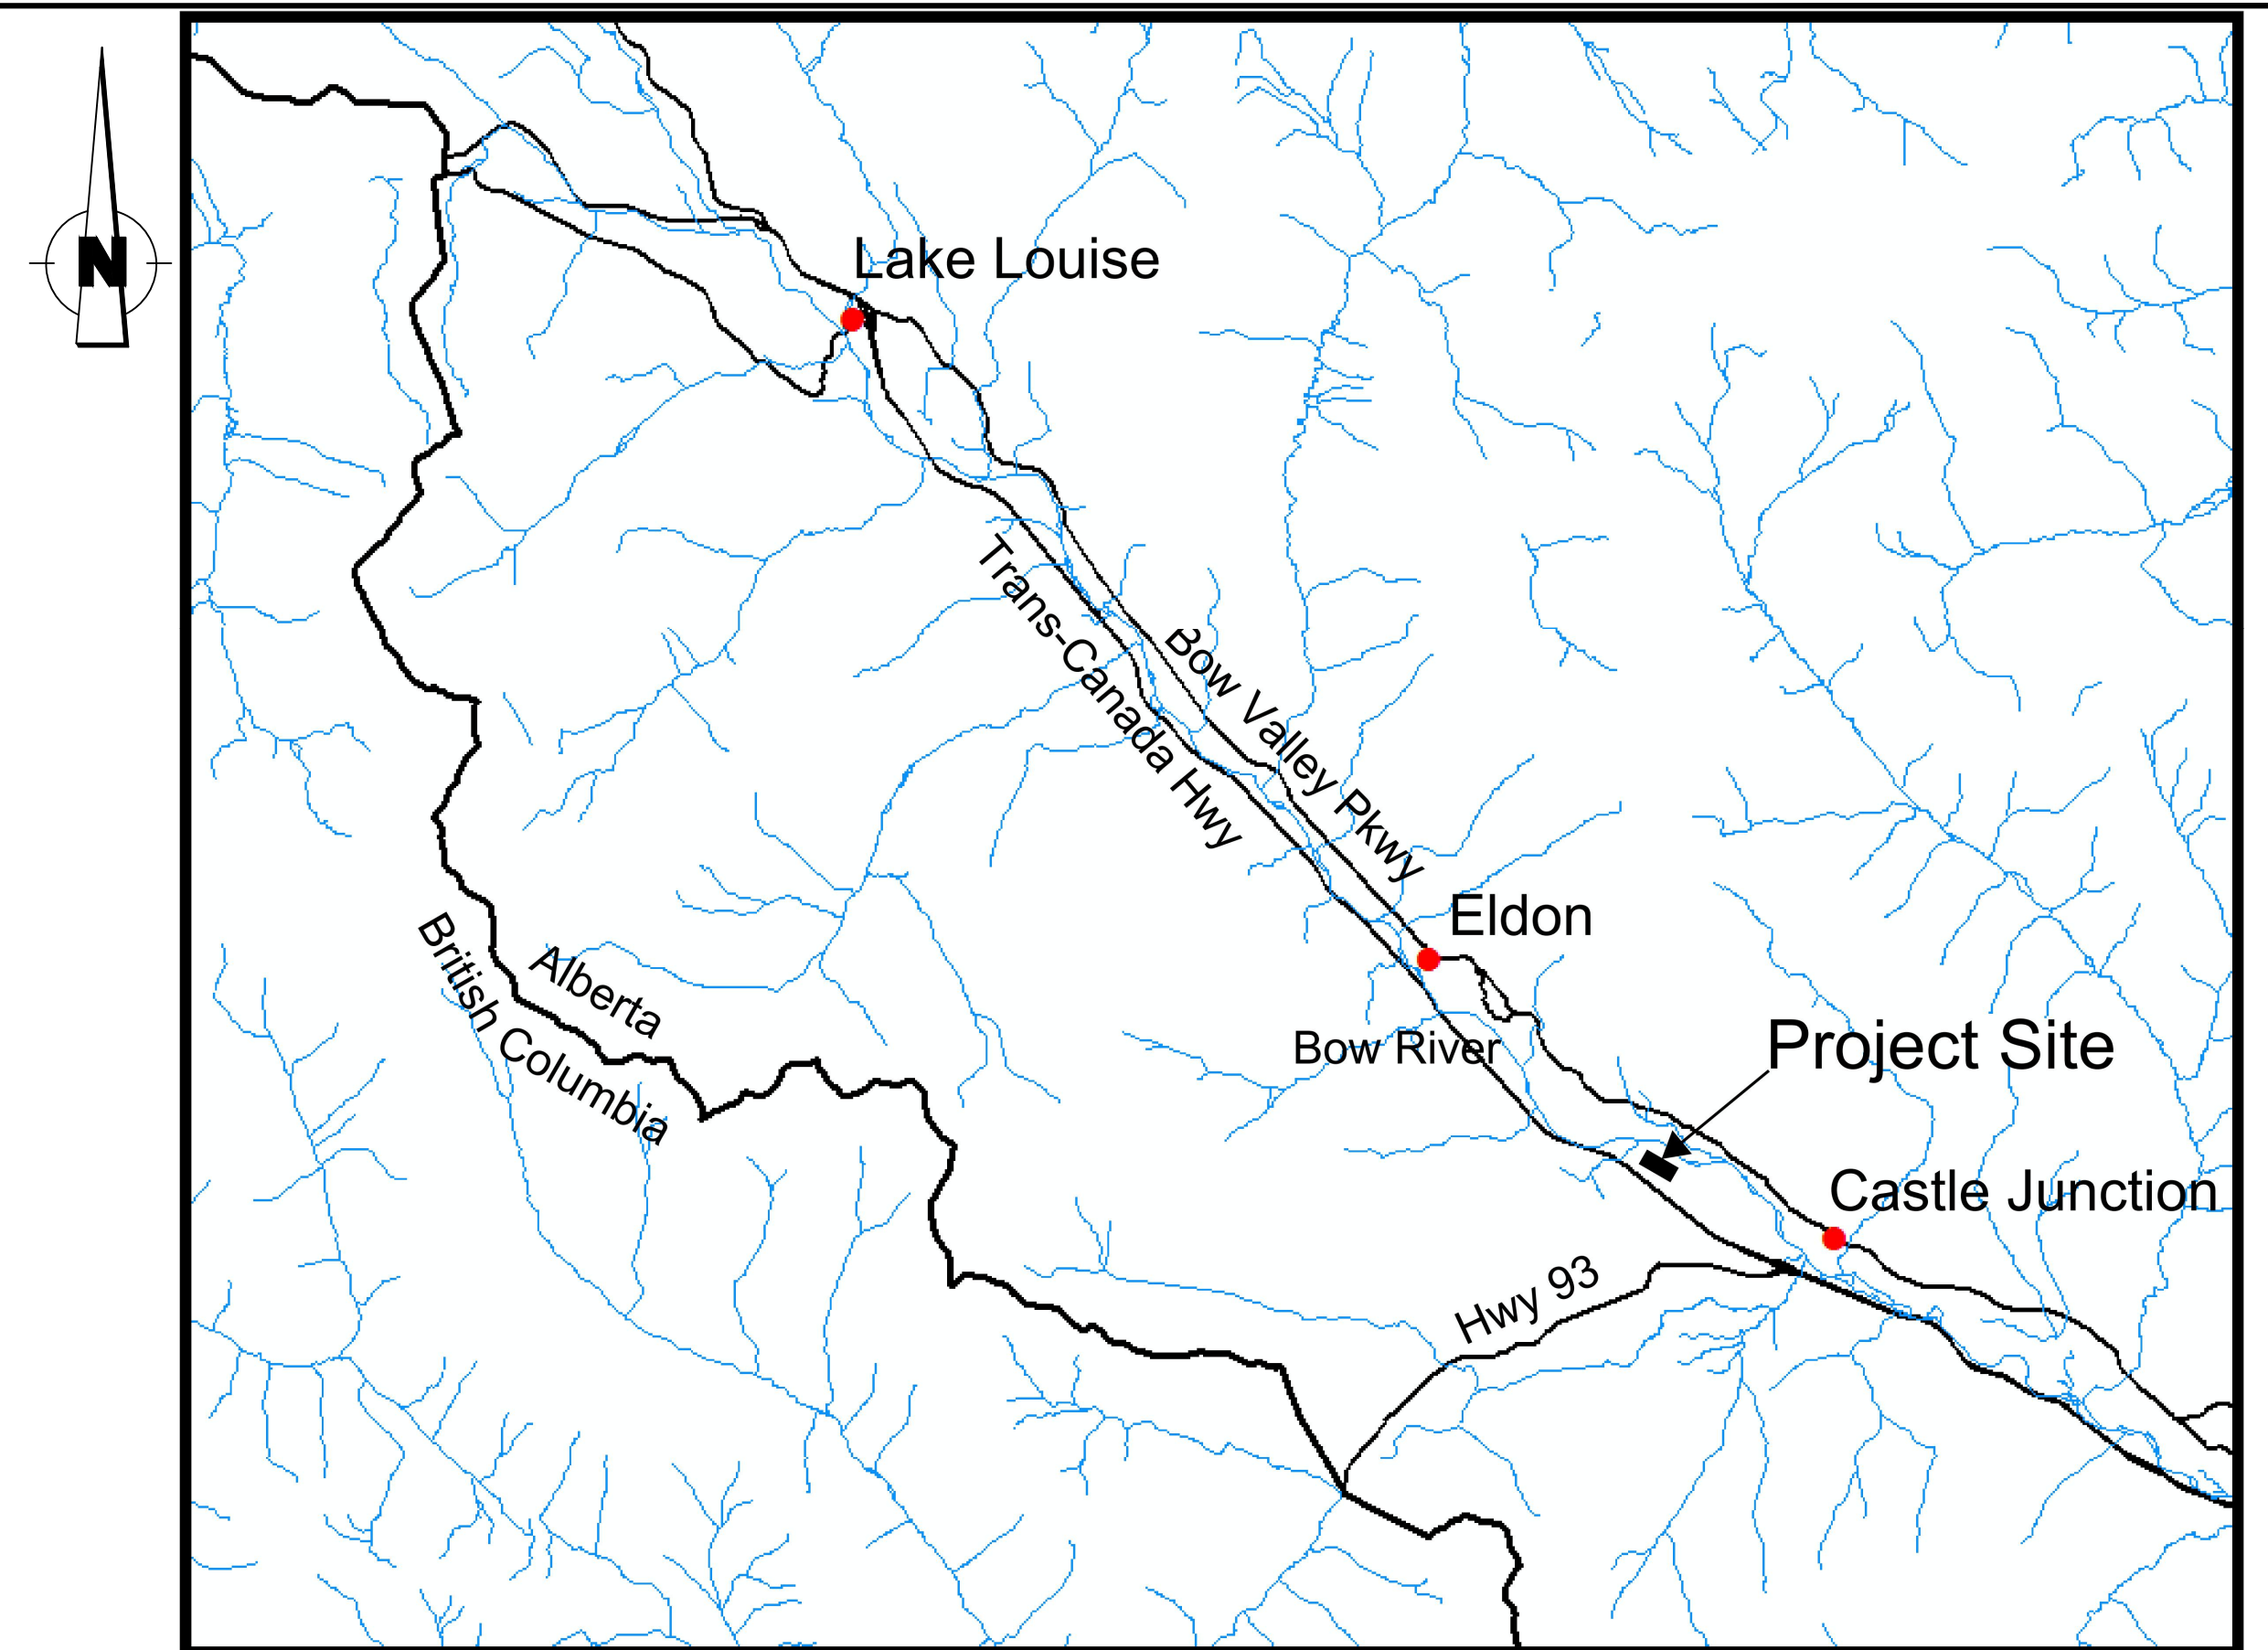 N
Lake Louise
Trans-Canada Hwy
Bow Valley Pkwy
Eldon
Alberta
British Columbia
Bow River
Project Site
Castle Junction
Hwy 93